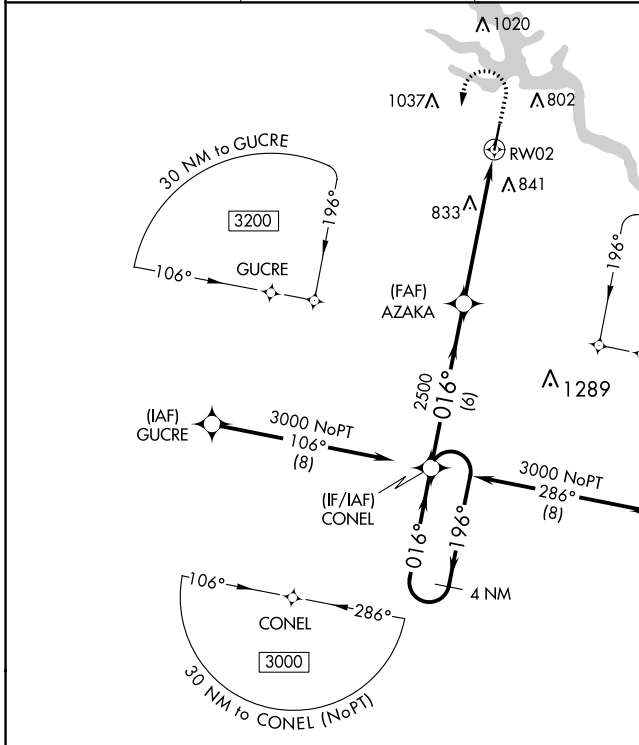 1020
1037
802
RW02
841
833
30 NM to GUCRE
3200
196°
106°
GUCRE
196°
(FAF)
AZAKA
1289
2500
016°
(6)
(IAF)
GUCRE
3000 NoPT
106°
(8)
3000 NoPT
286°
(8)
(IF/IAF)
CONEL
016°
196°
4 NM
106°
286°
CONEL
3000
30 NM to CONEL (NoPT)